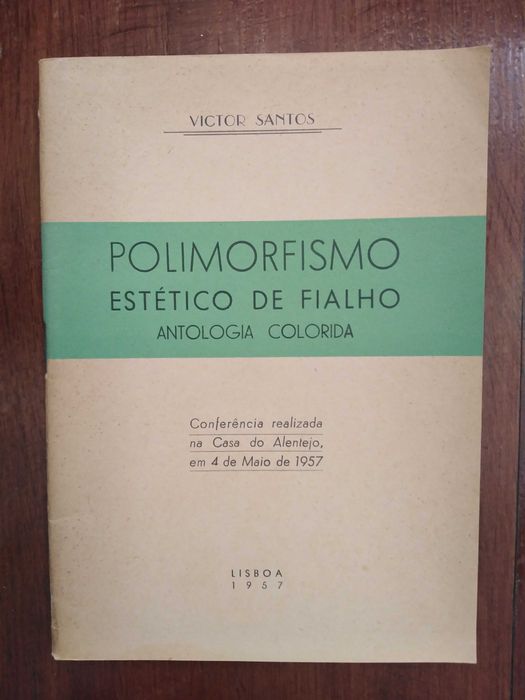 VICTOR SANTOS
POLIMORFISMO
ESTÉTICO DE FIALHO
ANTOLOGIA COLORIDA
Conferência realizada
na Casa do Alentejo,
em 4 de Maio de 1957
LISBOA
1957